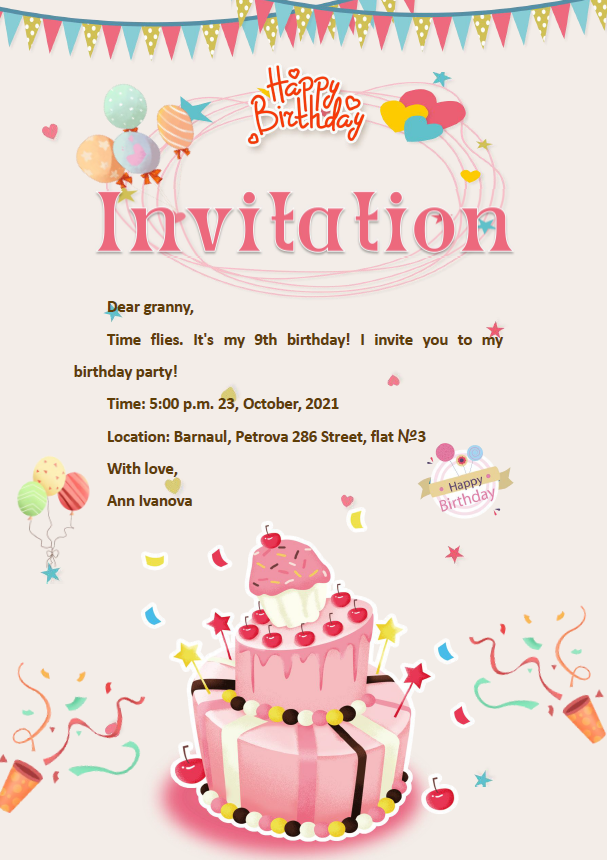 Happy
Birthday
Invitation
Dear granny,
Time flies. It's my 9th birthday! I invite you to my
birthday party!
Time: 5:00 p.m. 23, October, 2021
Location: Barnaul, Petrova 286 Street, flat №3
With love,
Ann Ivanova
Happy
Birthday